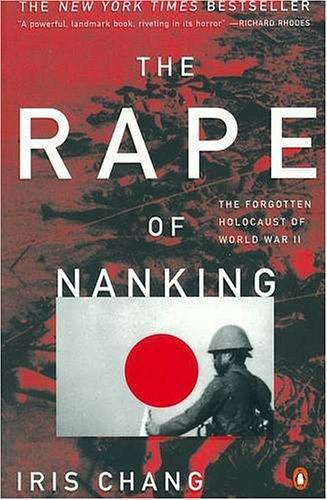 THE NEW YORK TIMES BESTSELLER
"A powerful, landmark book, riveting in its horror" —RICHARD RHODES
THE
RAPE
OF
NANKING
THE FORGOTTEN
HOLOCAUST OF
WORLD WAR II
IRIS CHANG